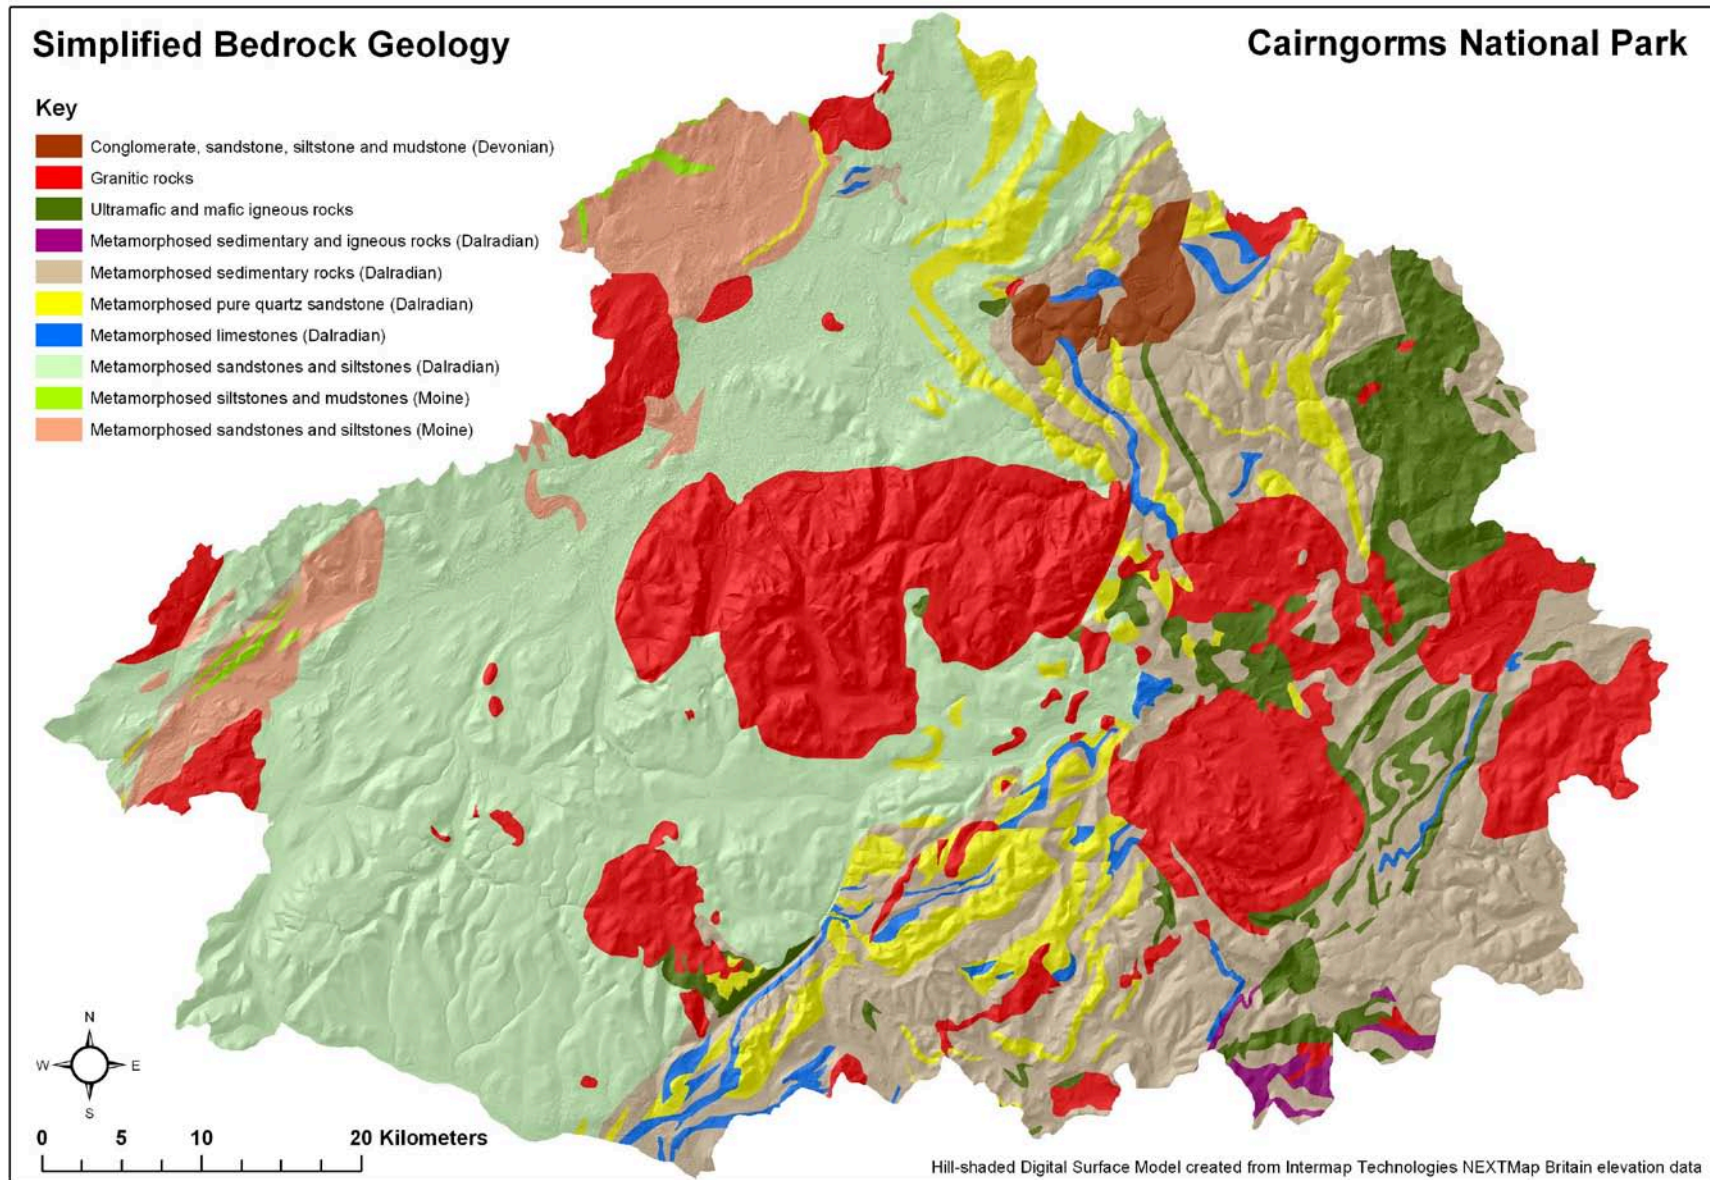 Simplified Bedrock Geology
Cairngorms National Park
Key
Conglomerate, sandstone, siltstone and mudstone (Devonian)
Granitic rocks
Ultramafic and mafic igneous rocks
Metamorphosed sedimentary and igneous rocks (Dalradian)
Metamorphosed sedimentary rocks (Dalradian)
Metamorphosed pure quartz sandstone (Dalradian)
Metamorphosed limestones (Dalradian)
Metamorphosed sandstones and siltstones (Dalradian)
Metamorphosed siltstones and mudstones (Moine)
Metamorphosed sandstones and siltstones (Moine)
N
W E
S
0 5 10 20 Kilometers
Hill-shaded Digital Surface Model created from Intermap Technologies NEXTMap Britain elevation data